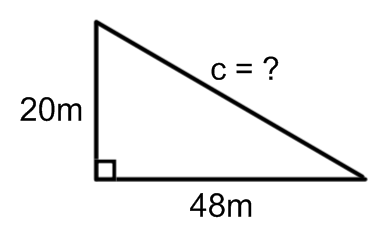 c = ?
20m
48m